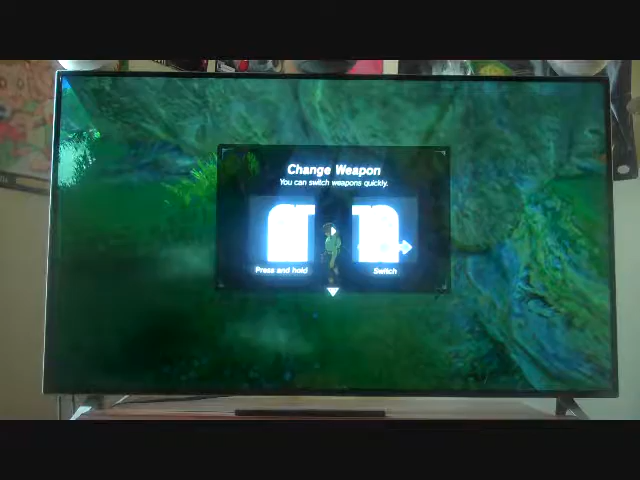 Change Weapon
You can switch weapons quickly.
Press and hold
Switch